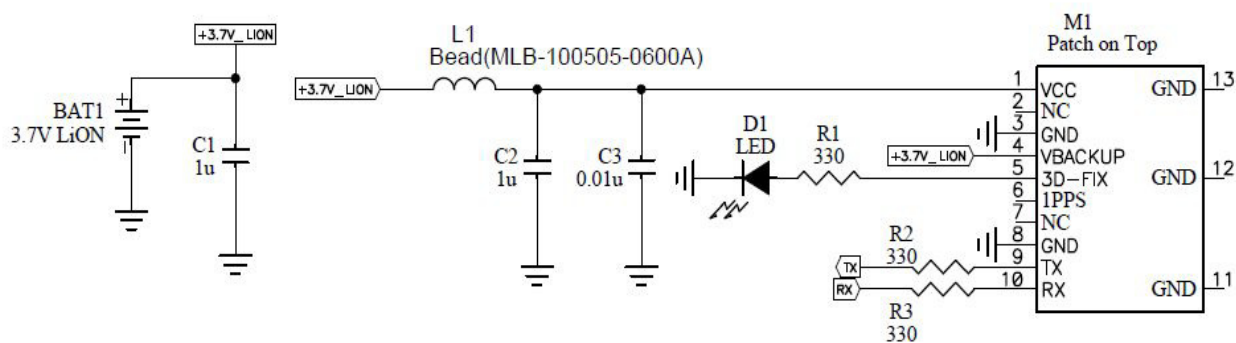 +3.7V_LION
BAT1
3.7V LiON
C1
1u
L1
Bead(MLB-100505-0600A)
+3.7V_LION
C2
1u
C3
0.01u
D1
LED
R1
330
+3.7V_LION
R2
330
TX
RX
R3
330
M1
Patch on Top
1 VCC GND 13
2 NC
3 GND
4 VBACKUP
5 3D-FIX GND 12
6 1PPS
7 NC
8 GND
9 TX
10 RX GND 11